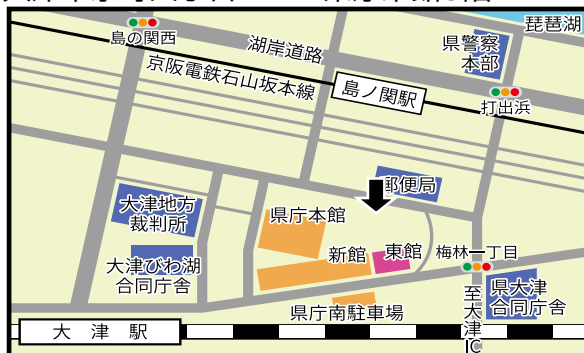 琵琶湖
島の関西
湖岸道路
県警察
本部
京阪電鉄石山坂本線
島ノ関駅
打出浜
郵便局
大津地方
裁判所
県庁本館
新館
東館
梅林一丁目
大津びわ湖
合同庁舎
県大津
合同庁舎
至大津IC
県庁南駐車場
大津駅